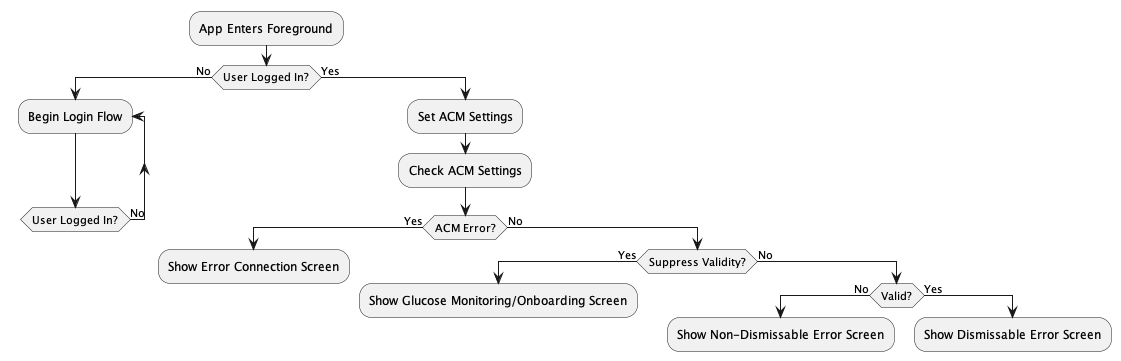 App Enters Foreground
No
User Logged In?
Yes
Begin Login Flow
Set ACM Settings
Check ACM Settings
User Logged In?
No
Yes
ACM Error?
No
Show Error Connection Screen
Yes
Suppress Validity?
No
Show Glucose Monitoring/Onboarding Screen
No
Valid?
Yes
Show Non-Dismissable Error Screen
Show Dismissable Error Screen